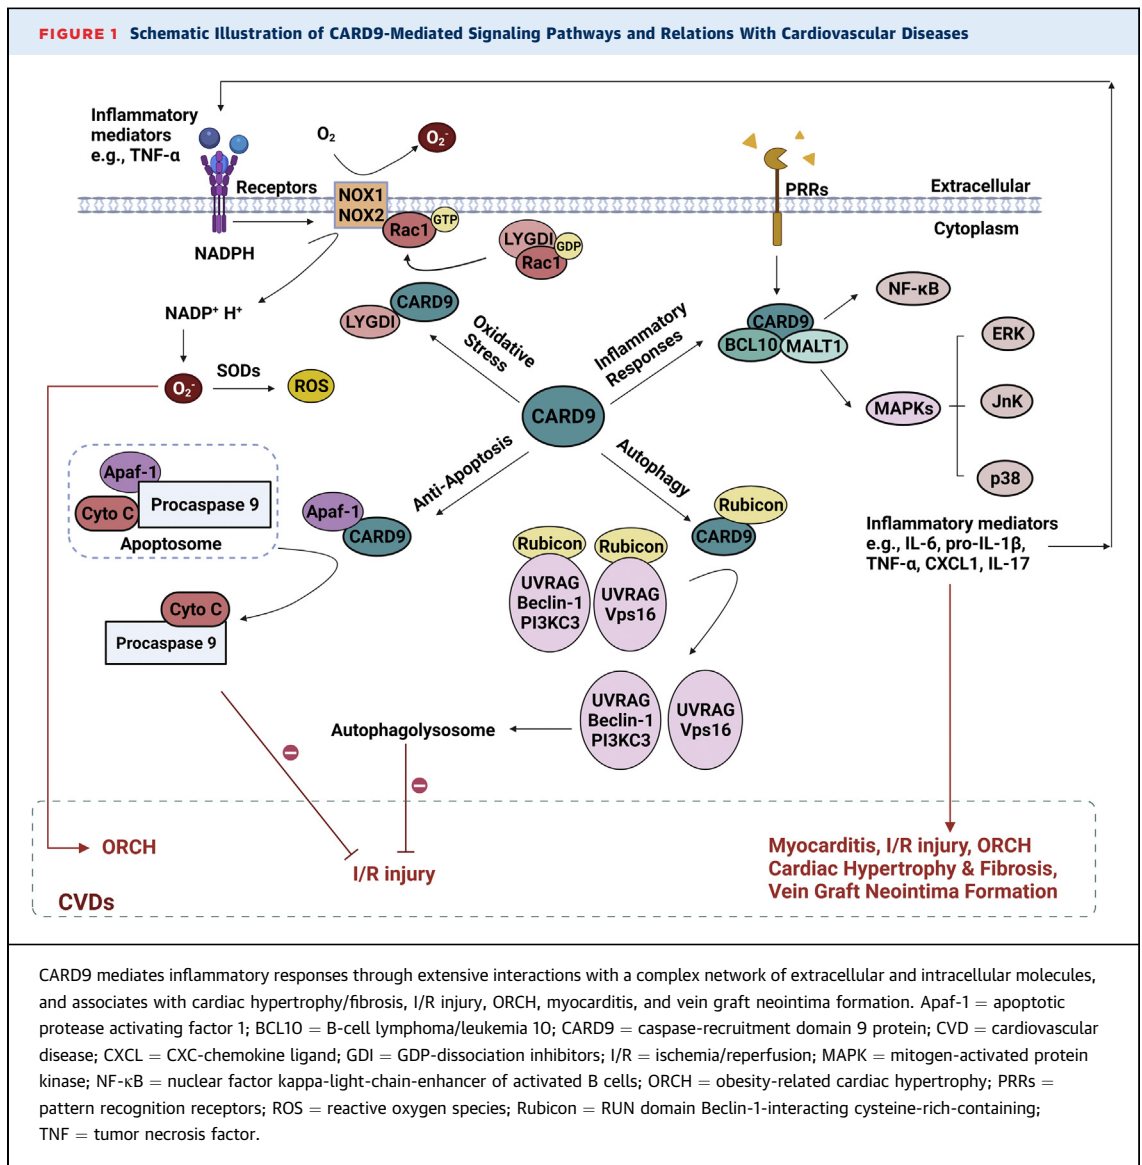 FIGURE 1 Schematic Illustration of CARD9-Mediated Signaling Pathways and Relations With Cardiovascular Diseases
Inflammatory
mediators
e.g., TNF-α
Receptors
NADPH
O₂
O₂⁻
NOX1
NOX2
Rac1
GTP
LYGDI
Rac1
GDP
PRRs
Extracellular
Cytoplasm
NADP⁺ H⁺
O₂⁻
SODs
ROS
LYGDI
CARD9
Oxidative
Stress
Inflammatory
Responses
CARD9
BCL10
MALT1
NF-κB
MAPKs
ERK
JnK
p38
CARD9
Anti-Apoptosis
Autophagy
Apaf-1
Cyto C
Procaspase 9
Apoptosome
Apaf-1
CARD9
Cyto C
Procaspase 9
Rubicon
CARD9
Rubicon
UVRAG
Beclin-1
PI3KC3
Rubicon
UVRAG
Vps16
UVRAG
Beclin-1
PI3KC3
UVRAG
Vps16
Autophagolysosome
Inflammatory mediators
e.g., IL-6, pro-IL-1β,
TNF-α, CXCL1, IL-17
ORCH
I/R injury
CVDs
Myocarditis, I/R injury, ORCH
Cardiac Hypertrophy & Fibrosis,
Vein Graft Neointima Formation
CARD9 mediates inflammatory responses through extensive interactions with a complex network of extracellular and intracellular molecules,
and associates with cardiac hypertrophy/fibrosis, I/R injury, ORCH, myocarditis, and vein graft neointima formation. Apaf-1 = apoptotic
protease activating factor 1; BCL10 = B-cell lymphoma/leukemia 10; CARD9 = caspase-recruitment domain 9 protein; CVD = cardiovascular
disease; CXCL = CXC-chemokine ligand; GDI = GDP-dissociation inhibitors; I/R = ischemia/reperfusion; MAPK = mitogen-activated protein
kinase; NF-κB = nuclear factor kappa-light-chain-enhancer of activated B cells; ORCH = obesity-related cardiac hypertrophy; PRRs =
pattern recognition receptors; ROS = reactive oxygen species; Rubicon = RUN domain Beclin-1-interacting cysteine-rich-containing;
TNF = tumor necrosis factor.